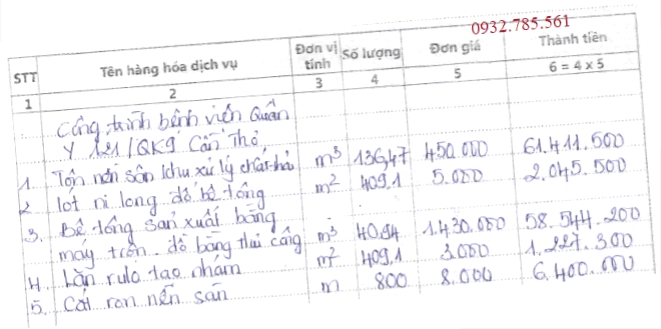 0932.785.561
STT Tên hàng hóa dịch vụ Đơn vị tính Số lượng Đơn giá Thành tiền
1 2 3 4 5 6 = 4 x 5
Công trình bệnh viện Quân
Y 121/QK9 Cần Thơ,
1. Tôn nền sân khu xử lý chất thải m³ 136,47 450.000 61.411.500
2 lót ni long đổ bê tông m² 409.1 5.000 2.045.500
3. Bê tông sản xuất bằng
máy trộn. đổ bằng thủ công m³ 40.94 1.430.000 58.544.200
4. Lăn rulo tạo nhám m² 409.1 3.000 1.227.300
5. Cắt ron nền sân m 800 8.000 6.400.000